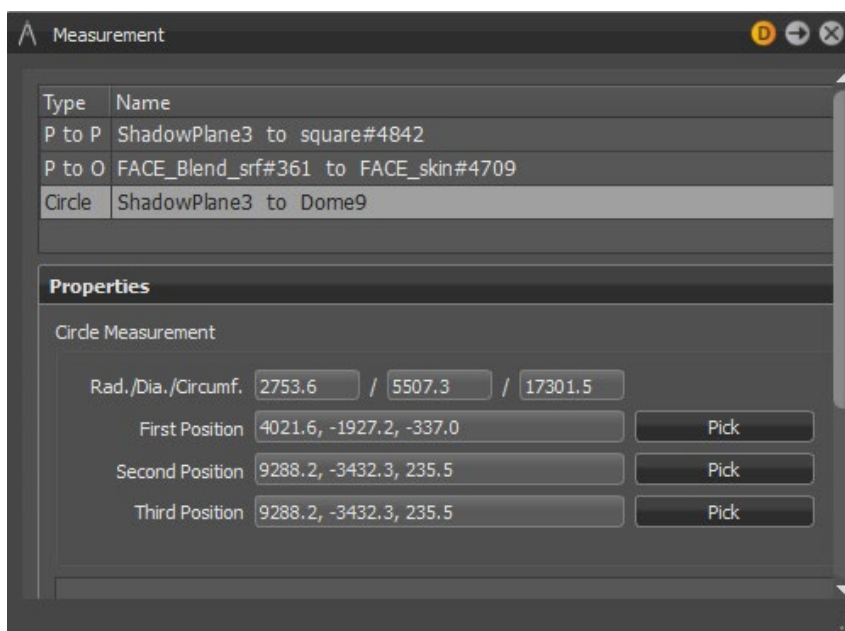 Measurement D
Type Name
P to P ShadowPlane3 to square#4842
P to O FACE_Blend_srf#361 to FACE_skin#4709
Circle ShadowPlane3 to Dome9
Properties
Circle Measurement
Rad./Dia./Circumf. 2753.6 / 5507.3 / 17301.5
First Position 4021.6, -1927.2, -337.0 Pick
Second Position 9288.2, -3432.3, 235.5 Pick
Third Position 9288.2, -3432.3, 235.5 Pick